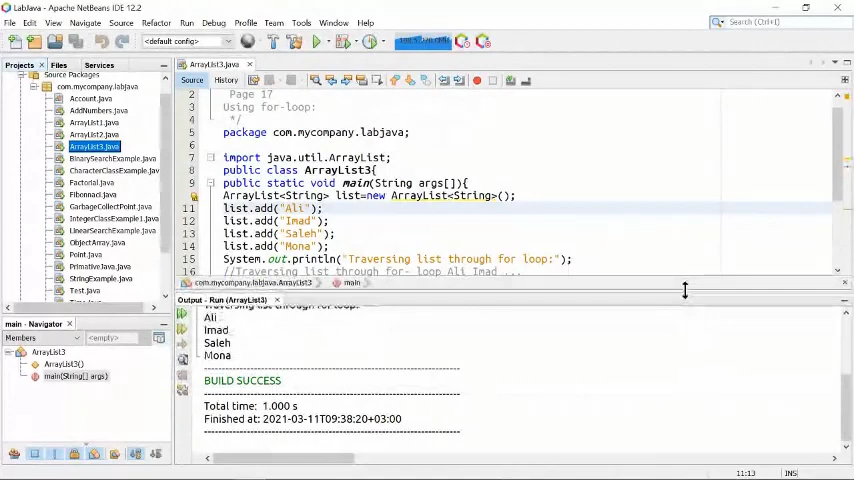 LabJava - Apache NetBeans IDE 12.2
File Edit View Navigate Source Refactor Run Debug Profile Team Tools Window Help
Search (Ctrl+I)
<default config>
Projects Files Services
ArrayList3.java
Source History
Source Packages
com.mycompany.labjava
Account.java
AddNumbers.java
ArrayList1.java
ArrayList2.java
ArrayList3.java
BinarySearchExample.java
CharacterClassExample.java
Factorial.java
Fibonnaci.java
GarbageCollectPoint.java
IntegerClassExample1.java
LinearSearchExample.java
ObjectArray.java
Point.java
PrimativeJava.java
StringExample.java
Test.java
2 Page 17
3 Using for-loop:
4 */
5 package com.mycompany.labjava;
6
7 import java.util.ArrayList;
8 public class ArrayList3{
9 public static void main(String args[]){
ArrayList<String> list=new ArrayList<String>();
11 list.add("Ali");
12 list.add("Imad");
13 list.add("Saleh");
14 list.add("Mona");
15 System.out.println("Traversing list through for loop:");
16 //Traversing list through for- loop Ali Imad ...
com.mycompany.labjava.ArrayList3 main
Output - Run (ArrayList3)
Traversing list through for loop:
Ali
Imad
Saleh
Mona
BUILD SUCCESS
Total time: 1.000 s
Finished at: 2021-03-11T09:38:20+03:00
main - Navigator
Members <empty>
ArrayList3
ArrayList3()
main(String[] args)
11:13 INS